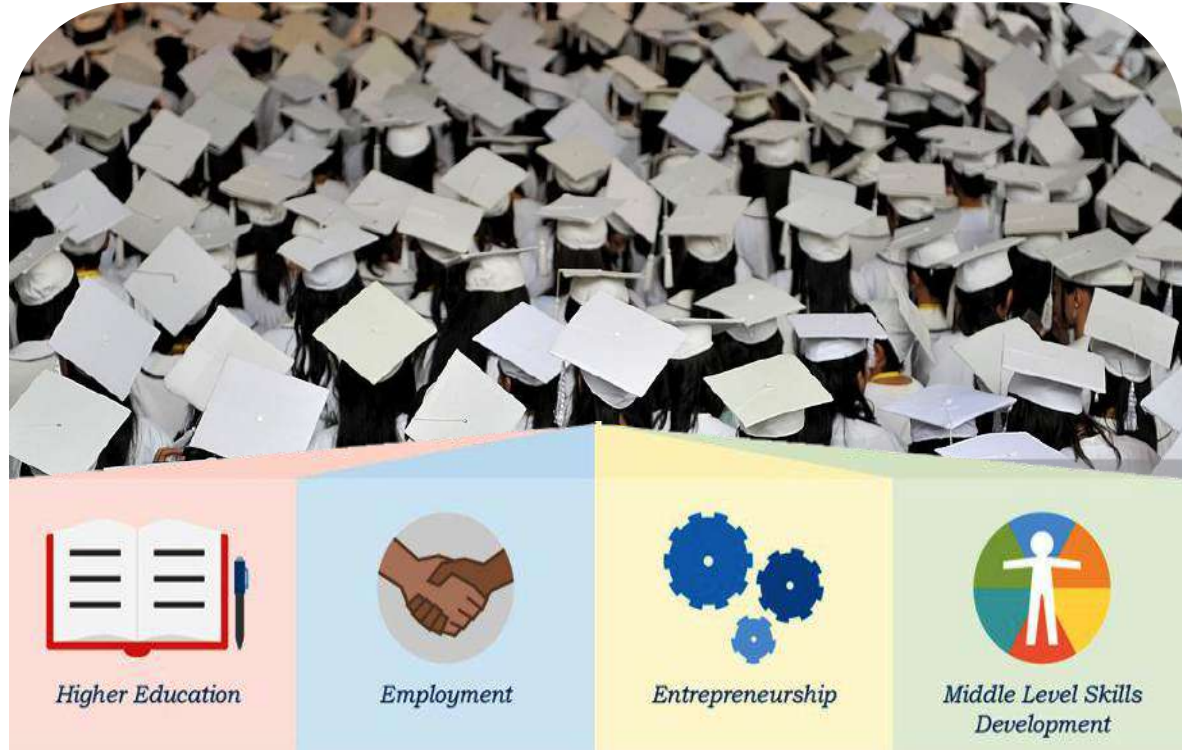 Higher Education
Employment
Entrepreneurship
Middle Level Skills
Development